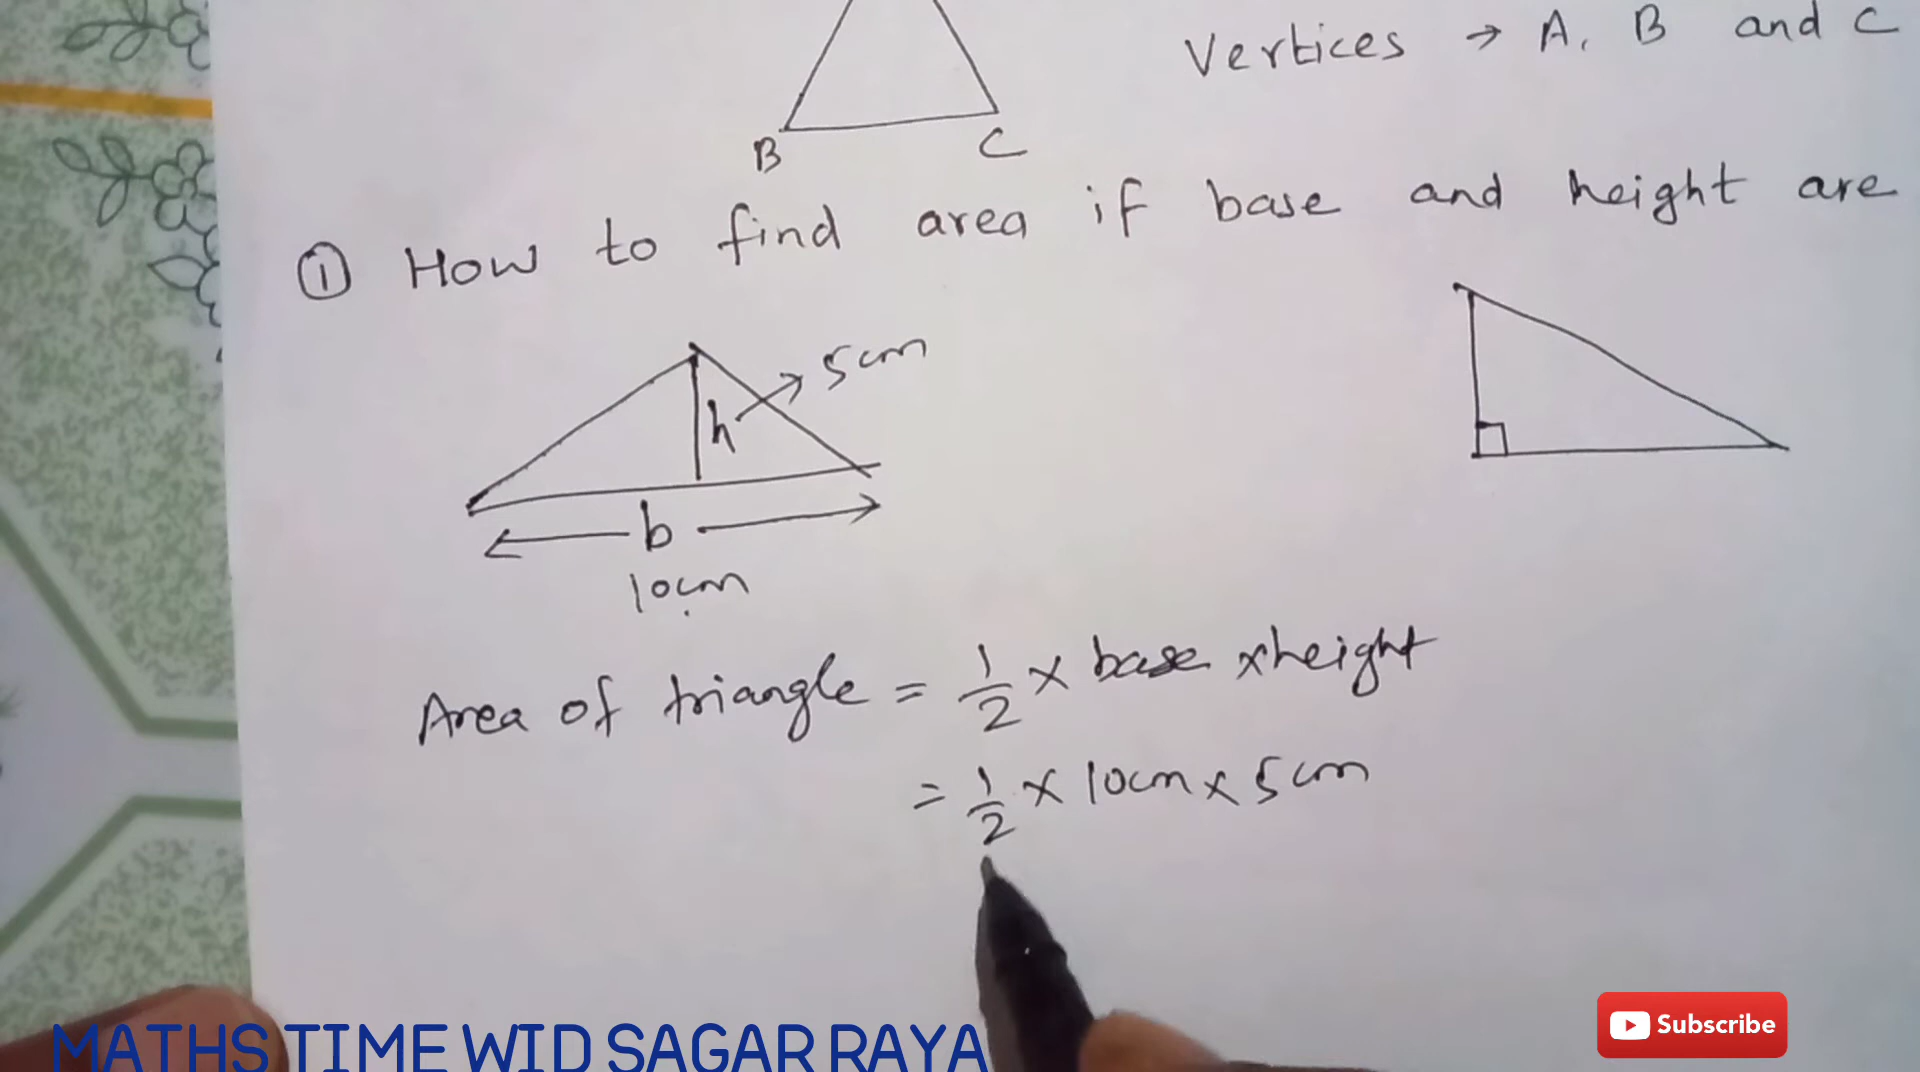 Vertices → A, B and C
B C
① How to find area if base and height are
5cm
h
b
10cm
Area of triangle = 1/2 × base × height
= 1/2 × 10cm × 5cm
MATHS TIME WID SAGAR RAYA
Subscribe